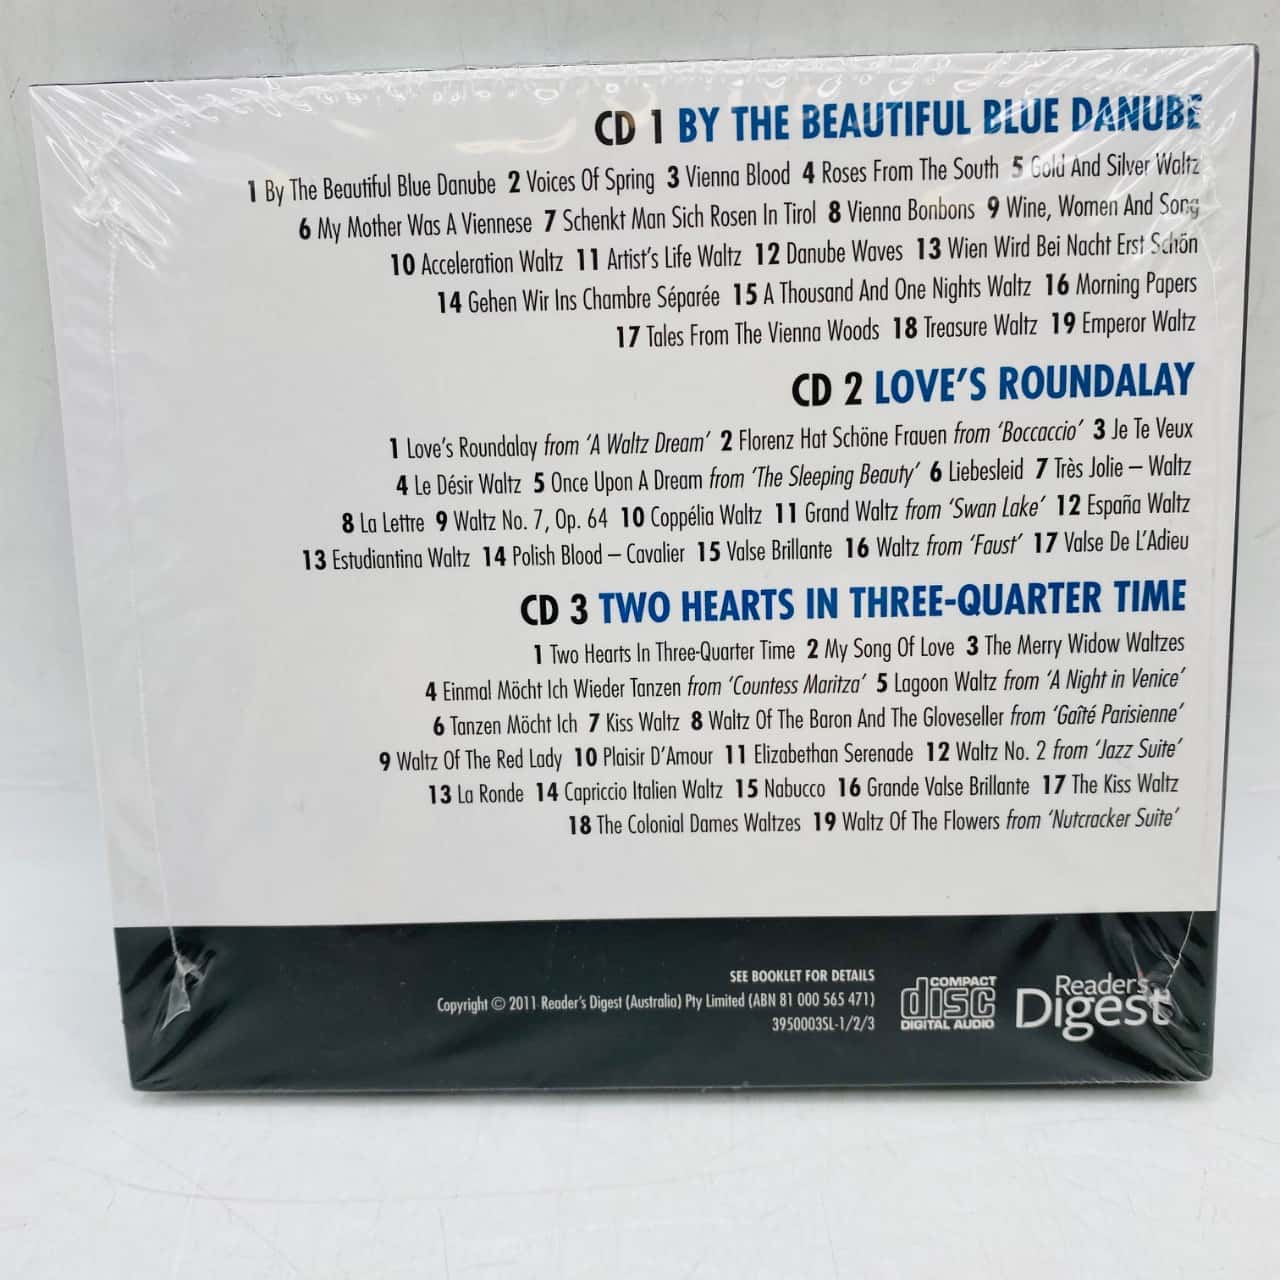 CD 1 BY THE BEAUTIFUL BLUE DANUBE
1 By The Beautiful Blue Danube 2 Voices Of Spring 3 Vienna Blood 4 Roses From The South 5 Gold And Silver Waltz
6 My Mother Was A Viennese 7 Schenkt Man Sich Rosen In Tirol 8 Vienna Bonbons 9 Wine, Women And Song
10 Acceleration Waltz 11 Artist's Life Waltz 12 Danube Waves 13 Wien Wird Bei Nacht Erst Schön
14 Gehen Wir Ins Chambre Séparée 15 A Thousand And One Nights Waltz 16 Morning Papers
17 Tales From The Vienna Woods 18 Treasure Waltz 19 Emperor Waltz
CD 2 LOVE'S ROUNDALAY
1 Love's Roundalay from 'A Waltz Dream' 2 Florenz Hat Schöne Frauen from 'Boccaccio' 3 Je Te Veux
4 Le Désir Waltz 5 Once Upon A Dream from 'The Sleeping Beauty' 6 Liebesleid 7 Très Jolie – Waltz
8 La Lettre 9 Waltz No. 7, Op. 64 10 Coppélia Waltz 11 Grand Waltz from 'Swan Lake' 12 España Waltz
13 Estudiantina Waltz 14 Polish Blood – Cavalier 15 Valse Brillante 16 Waltz from 'Faust' 17 Valse De L'Adieu
CD 3 TWO HEARTS IN THREE-QUARTER TIME
1 Two Hearts In Three-Quarter Time 2 My Song Of Love 3 The Merry Widow Waltzes
4 Einmal Möcht Ich Wieder Tanzen from 'Countess Maritza' 5 Lagoon Waltz from 'A Night in Venice'
6 Tanzen Möcht Ich 7 Kiss Waltz 8 Waltz Of The Baron And The Gloveseller from 'Gaîté Parisienne'
9 Waltz Of The Red Lady 10 Plaisir D'Amour 11 Elizabethan Serenade 12 Waltz No. 2 from 'Jazz Suite'
13 La Ronde 14 Capriccio Italien Waltz 15 Nabucco 16 Grande Valse Brillante 17 The Kiss Waltz
18 The Colonial Dames Waltzes 19 Waltz Of The Flowers from 'Nutcracker Suite'
SEE BOOKLET FOR DETAILS
Copyright © 2011 Reader's Digest (Australia) Pty Limited (ABN 81 000 565 471)
3950003SL-1/2/3
COMPACT
disc
DIGITAL AUDIO
Reader's
Digest